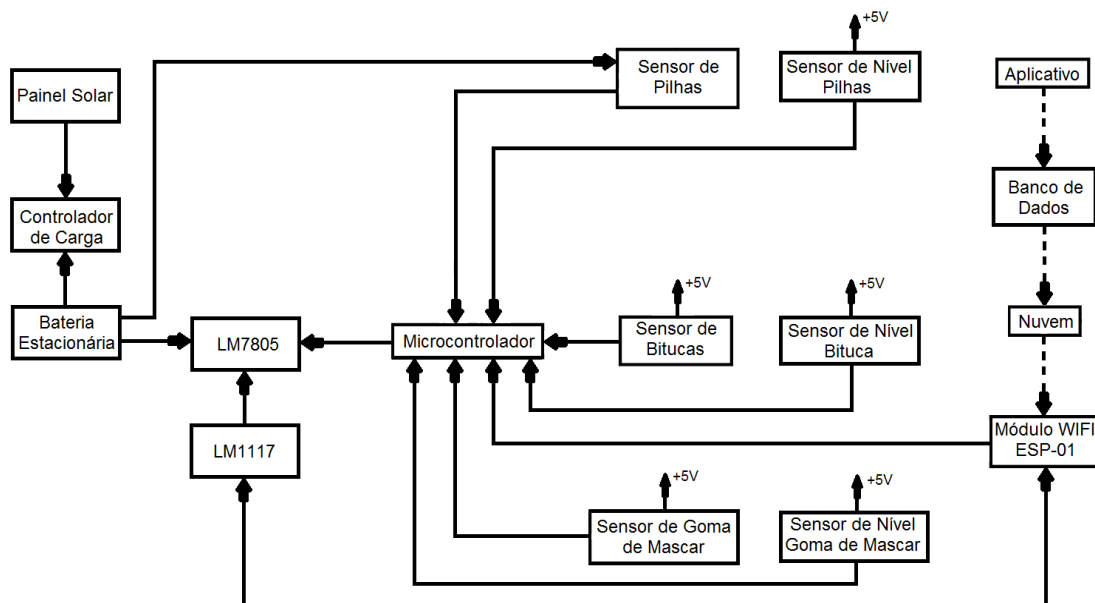 +5V
Sensor de
Pilhas
Sensor de Nível
Pilhas
Aplicativo
Painel Solar
Banco de
Dados
Controlador
de Carga
+5V
+5V
Bateria
Estacionária
LM7805
Microcontrolador
Sensor de
Bitucas
Sensor de Nível
Bituca
Nuvem
LM1117
Módulo WIFI
ESP-01
+5V
+5V
Sensor de Goma
de Mascar
Sensor de Nível
Goma de Mascar